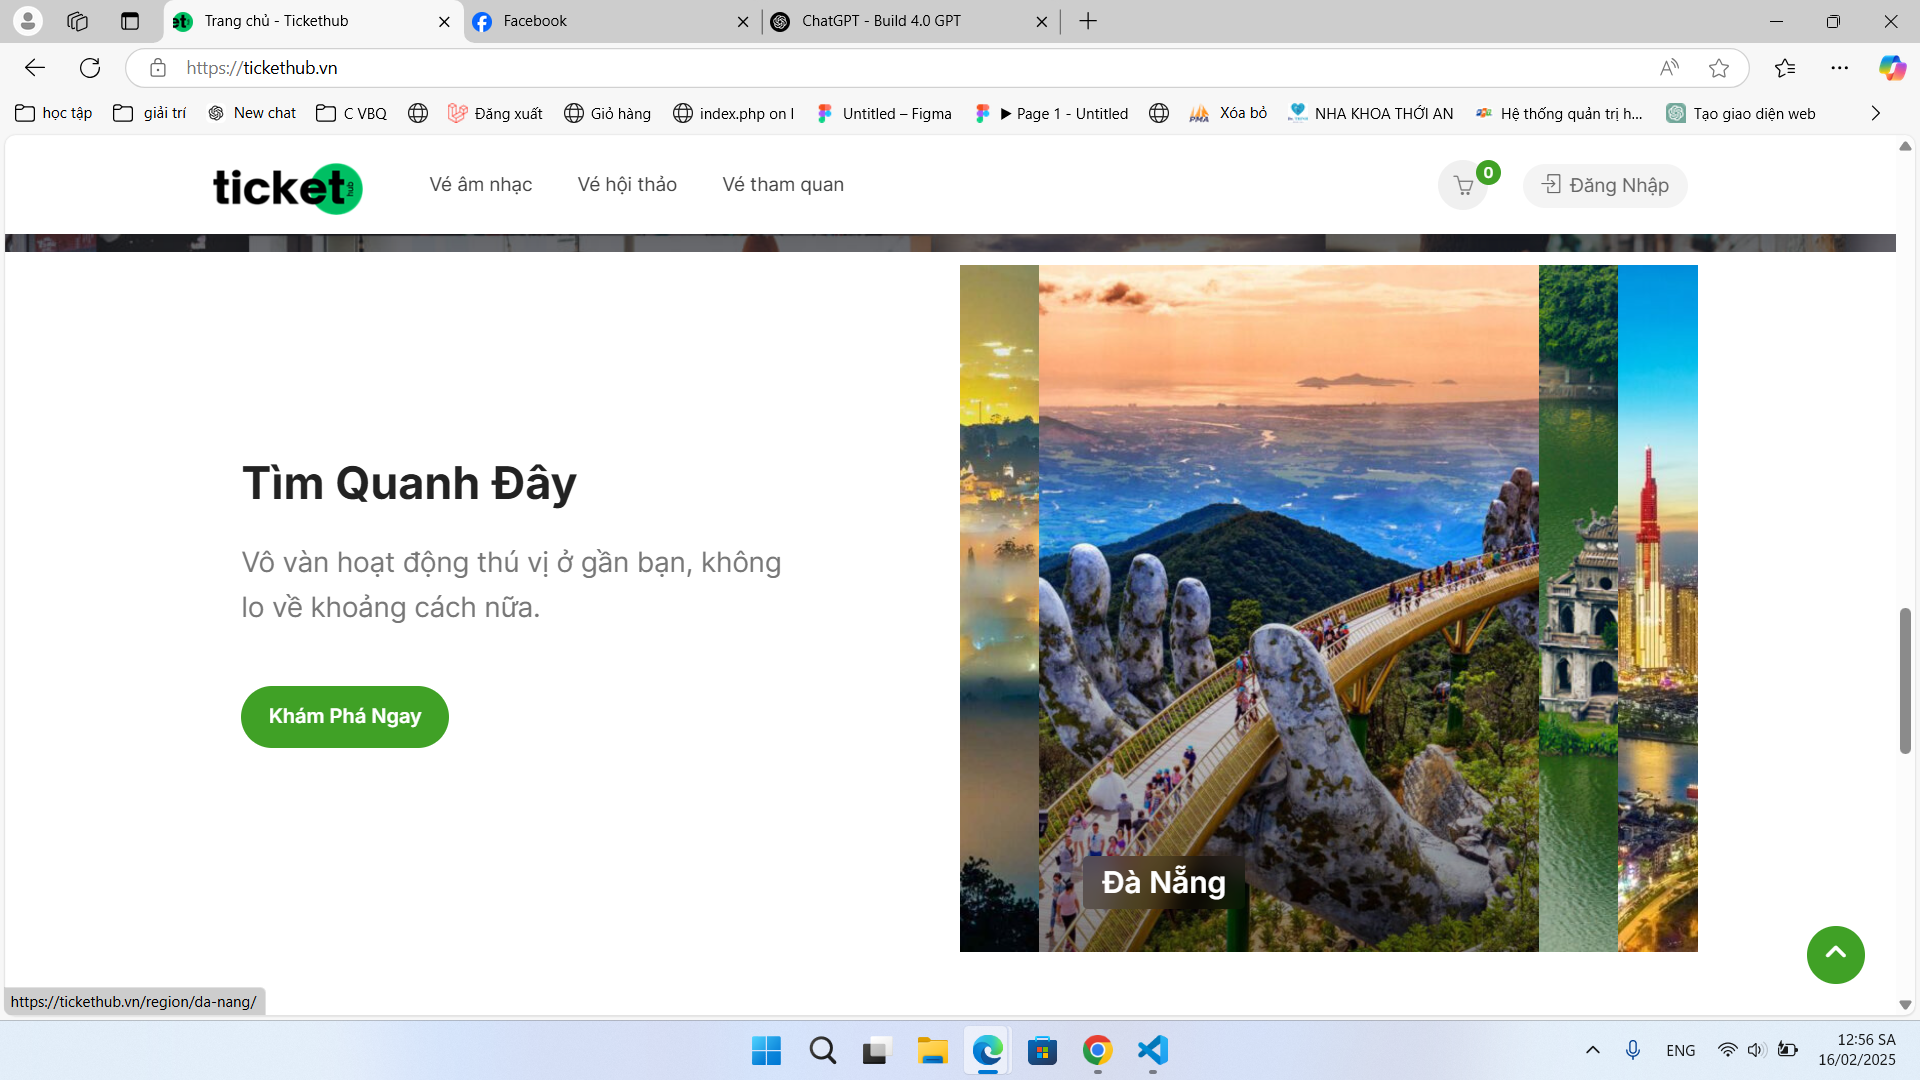 Trang chủ - Tickethub
Facebook
ChatGPT - Build 4.0 GPT
https://tickethub.vn
học tập
giải trí
New chat
C VBQ
Đăng xuất
Giỏ hàng
index.php on l
Untitled – Figma
▶ Page 1 - Untitled
Xóa bỏ
NHA KHOA THỚI AN
Hệ thống quản trị h...
Tạo giao diện web
ticket hub
Vé âm nhạc
Vé hội thảo
Vé tham quan
0
Đăng Nhập
Tìm Quanh Đây
Vô vàn hoạt động thú vị ở gần bạn, không
lo về khoảng cách nữa.
Khám Phá Ngay
Đà Nẵng
https://tickethub.vn/region/da-nang/
ENG
12:56 SA
16/02/2025